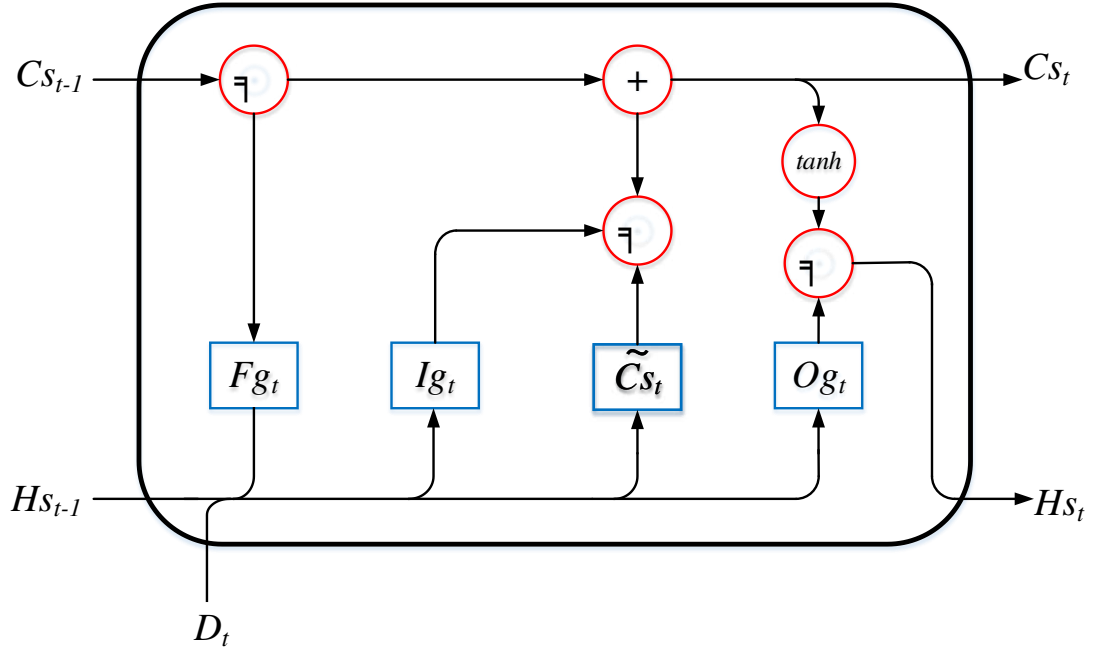 Cs_{t-1}
╕
+
Cs_t
tanh
╕
╕
Fg_t
Ig_t
C̃s_t
Og_t
Hs_{t-1}
Hs_t
D_t